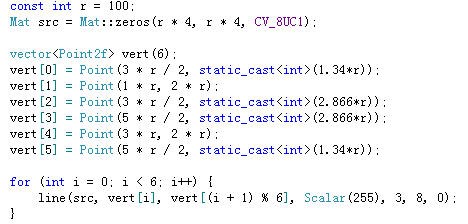 const int r = 100;
Mat src = Mat::zeros(r * 4, r * 4, CV_8UC1);
vector<Point2f> vert(6);
vert[0] = Point(3 * r / 2, static_cast<int>(1.34*r));
vert[1] = Point(1 * r, 2 * r);
vert[2] = Point(3 * r / 2, static_cast<int>(2.866*r));
vert[3] = Point(5 * r / 2, static_cast<int>(2.866*r));
vert[4] = Point(3 * r, 2 * r);
vert[5] = Point(5 * r / 2, static_cast<int>(1.34*r));
for (int i = 0; i < 6; i++) {
line(src, vert[i], vert[(i + 1) % 6], Scalar(255), 3, 8, 0);
}